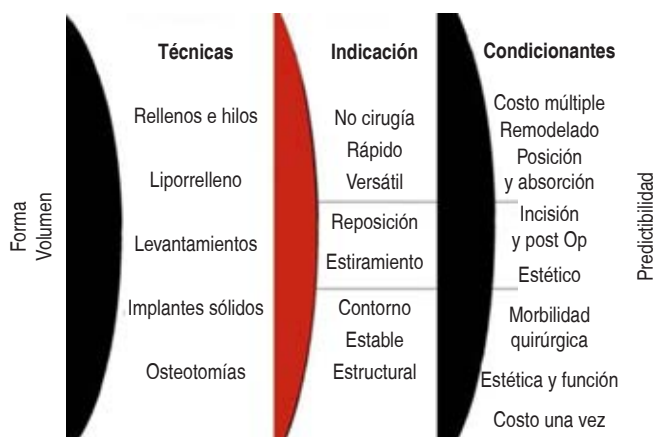 Forma
Volumen
Técnicas
Rellenos e hilos
Liporrelleno
Levantamientos
Implantes sólidos
Osteotomías
Indicación
No cirugía
Rápido
Versátil
Reposición
Estiramiento
Contorno
Estable
Estructural
Condicionantes
Costo múltiple
Remodelado
Posición
y absorción
Incisión
y post Op
Estético
Morbilidad
quirúrgica
Estética y función
Costo una vez
Predictibilidad